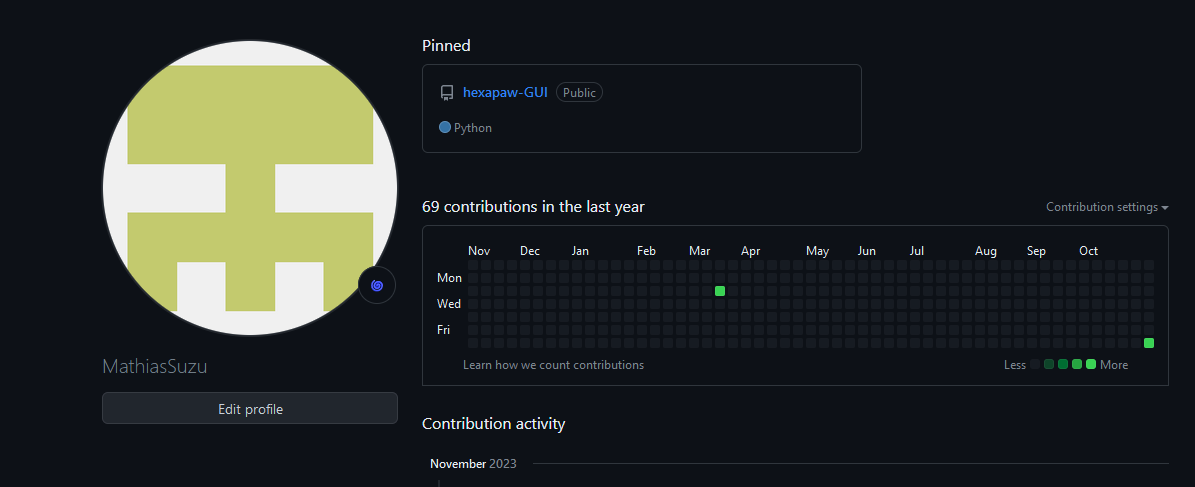 Pinned
hexapaw-GUI Public
Python
69 contributions in the last year
Contribution settings
Nov Dec Jan Feb Mar Apr May Jun Jul Aug Sep Oct
Mon
Wed
Fri
Learn how we count contributions
Less More
MathiasSuzu
Edit profile
Contribution activity
November 2023